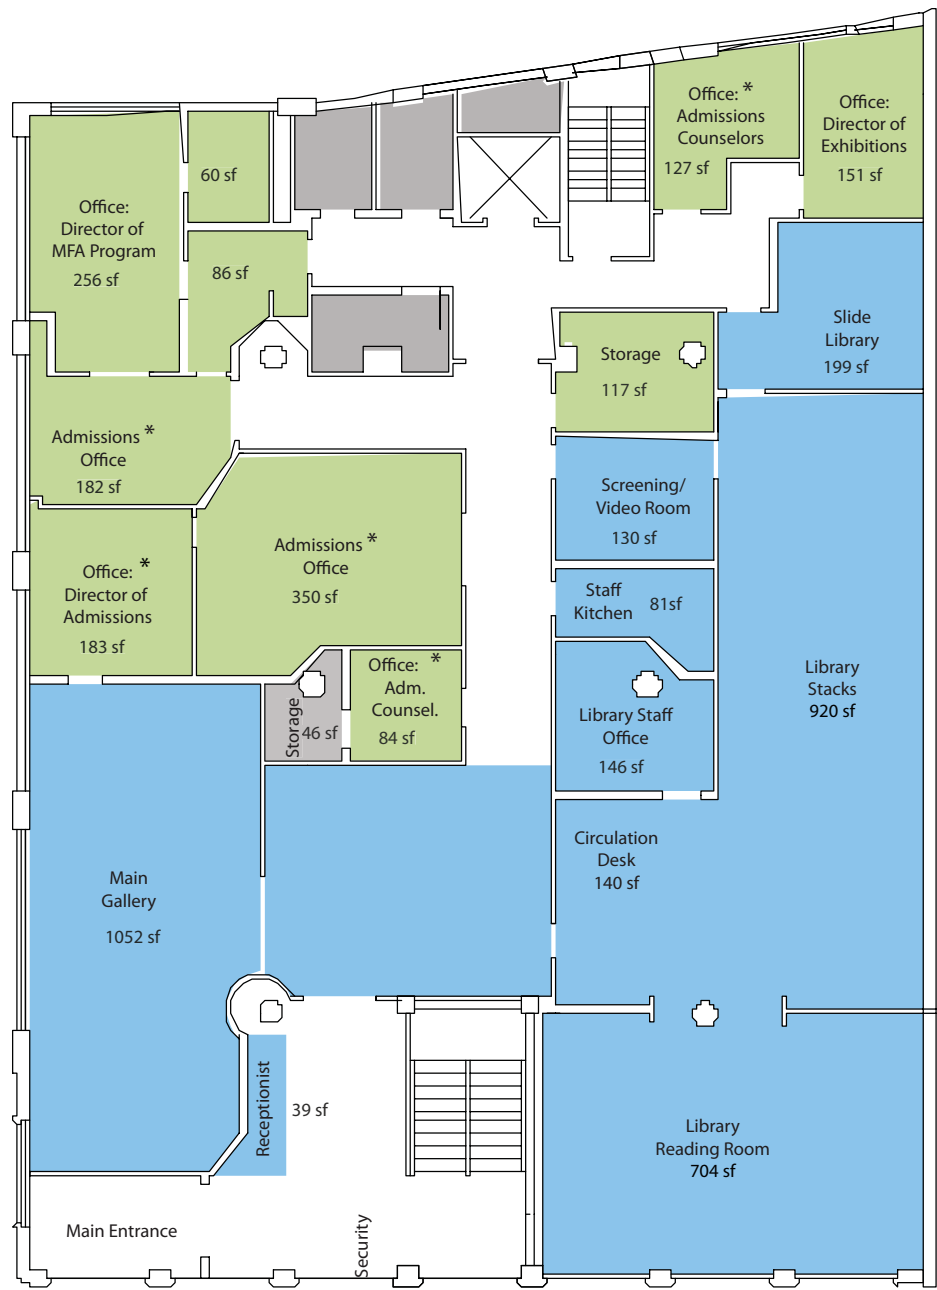 Office: *
Admissions
Counselors
127 sf
Office:
Director of
Exhibitions
151 sf
60 sf
Office:
Director of
MFA Program
256 sf
86 sf
Slide
Library
199 sf
Storage
117 sf
Admissions *
Office
182 sf
Screening/
Video Room
130 sf
Admissions *
Office
350 sf
Office: *
Director of
Admissions
183 sf
Staff
Kitchen
81sf
Office: *
Adm.
Counsel.
84 sf
Storage
46 sf
Library
Stacks
920 sf
Library Staff
Office
146 sf
Circulation
Desk
140 sf
Main
Gallery
1052 sf
Receptionist
39 sf
Library
Reading Room
704 sf
Main Entrance
Security